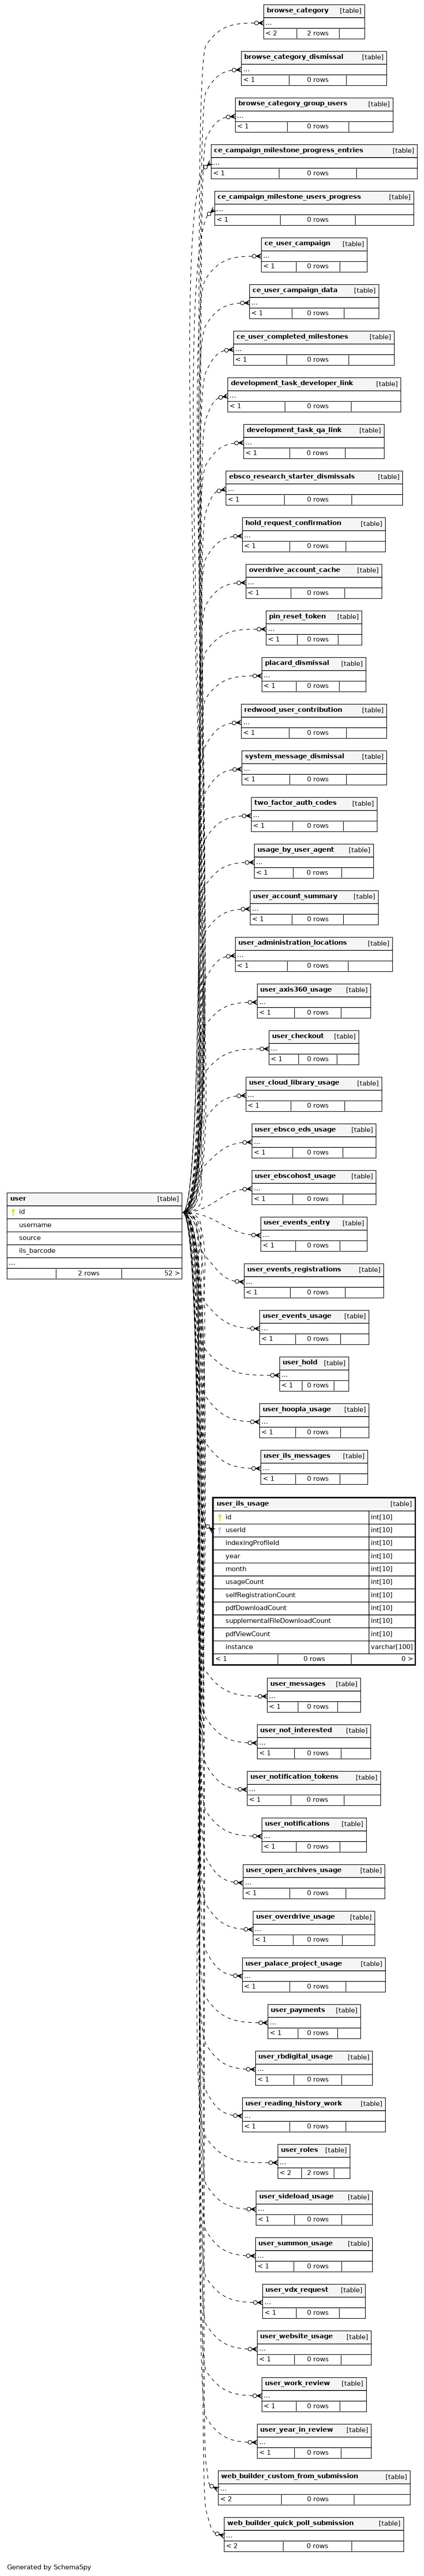 browse_category [table]
...
< 2 2 rows
browse_category_dismissal [table]
...
< 1 0 rows
browse_category_group_users [table]
...
< 1 0 rows
ce_campaign_milestone_progress_entries [table]
...
< 1 0 rows
ce_campaign_milestone_users_progress [table]
...
< 1 0 rows
ce_user_campaign [table]
...
< 1 0 rows
ce_user_campaign_data [table]
...
< 1 0 rows
ce_user_completed_milestones [table]
...
< 1 0 rows
development_task_developer_link [table]
...
< 1 0 rows
development_task_qa_link [table]
...
< 1 0 rows
ebsco_research_starter_dismissals [table]
...
< 1 0 rows
hold_request_confirmation [table]
...
< 1 0 rows
overdrive_account_cache [table]
...
< 1 0 rows
pin_reset_token [table]
...
< 1 0 rows
placard_dismissal [table]
...
< 1 0 rows
redwood_user_contribution [table]
...
< 1 0 rows
system_message_dismissal [table]
...
< 1 0 rows
two_factor_auth_codes [table]
...
< 1 0 rows
usage_by_user_agent [table]
...
< 1 0 rows
user_account_summary [table]
...
< 1 0 rows
user_administration_locations [table]
...
< 1 0 rows
user_axis360_usage [table]
...
< 1 0 rows
user_checkout [table]
...
< 1 0 rows
user_cloud_library_usage [table]
...
< 1 0 rows
user_ebsco_eds_usage [table]
...
< 1 0 rows
user_ebscohost_usage [table]
...
< 1 0 rows
user [table]
id
username
source
ils_barcode
...
2 rows 52 >
user_events_entry [table]
...
< 1 0 rows
user_events_registrations [table]
...
< 1 0 rows
user_events_usage [table]
...
< 1 0 rows
user_hold [table]
...
< 1 0 rows
user_hoopla_usage [table]
...
< 1 0 rows
user_ils_messages [table]
...
< 1 0 rows
user_ils_usage [table]
id int[10]
userId int[10]
indexingProfileId int[10]
year int[10]
month int[10]
usageCount int[10]
selfRegistrationCount int[10]
pdfDownloadCount int[10]
supplementalFileDownloadCount int[10]
pdfViewCount int[10]
instance varchar[100]
< 1 0 rows 0 >
user_messages [table]
...
< 1 0 rows
user_not_interested [table]
...
< 1 0 rows
user_notification_tokens [table]
...
< 1 0 rows
user_notifications [table]
...
< 1 0 rows
user_open_archives_usage [table]
...
< 1 0 rows
user_overdrive_usage [table]
...
< 1 0 rows
user_palace_project_usage [table]
...
< 1 0 rows
user_payments [table]
...
< 1 0 rows
user_rbdigital_usage [table]
...
< 1 0 rows
user_reading_history_work [table]
...
< 1 0 rows
user_roles [table]
...
< 2 2 rows
user_sideload_usage [table]
...
< 1 0 rows
user_summon_usage [table]
...
< 1 0 rows
user_vdx_request [table]
...
< 1 0 rows
user_website_usage [table]
...
< 1 0 rows
user_work_review [table]
...
< 1 0 rows
user_year_in_review [table]
...
< 1 0 rows
web_builder_custom_from_submission [table]
...
< 2 0 rows
web_builder_quick_poll_submission [table]
...
< 2 0 rows
Generated by SchemaSpy